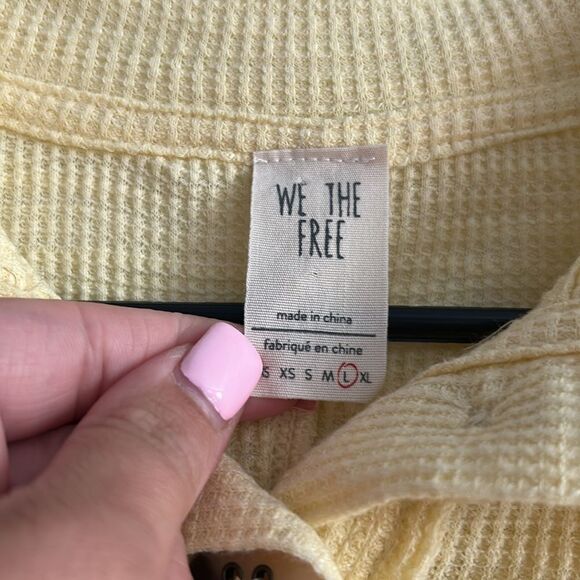 WE THE
FREE
made in china
fabriqué en chine
XS S M L XL